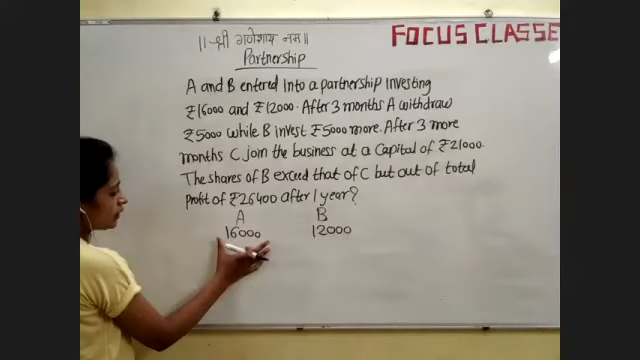 ॥ श्री गणेशाय नमः॥
FOCUS CLASSE
Partnership
A and B entered into a partnership investing
₹16000 and ₹12000. After 3 months A withdraw
₹5000 while B invest ₹5000 more. After 3 more
months C join the business at a capital of ₹21000.
The shares of B exceed that of C but out of total
profit of ₹26400 after 1 year?
A B
16000 12000